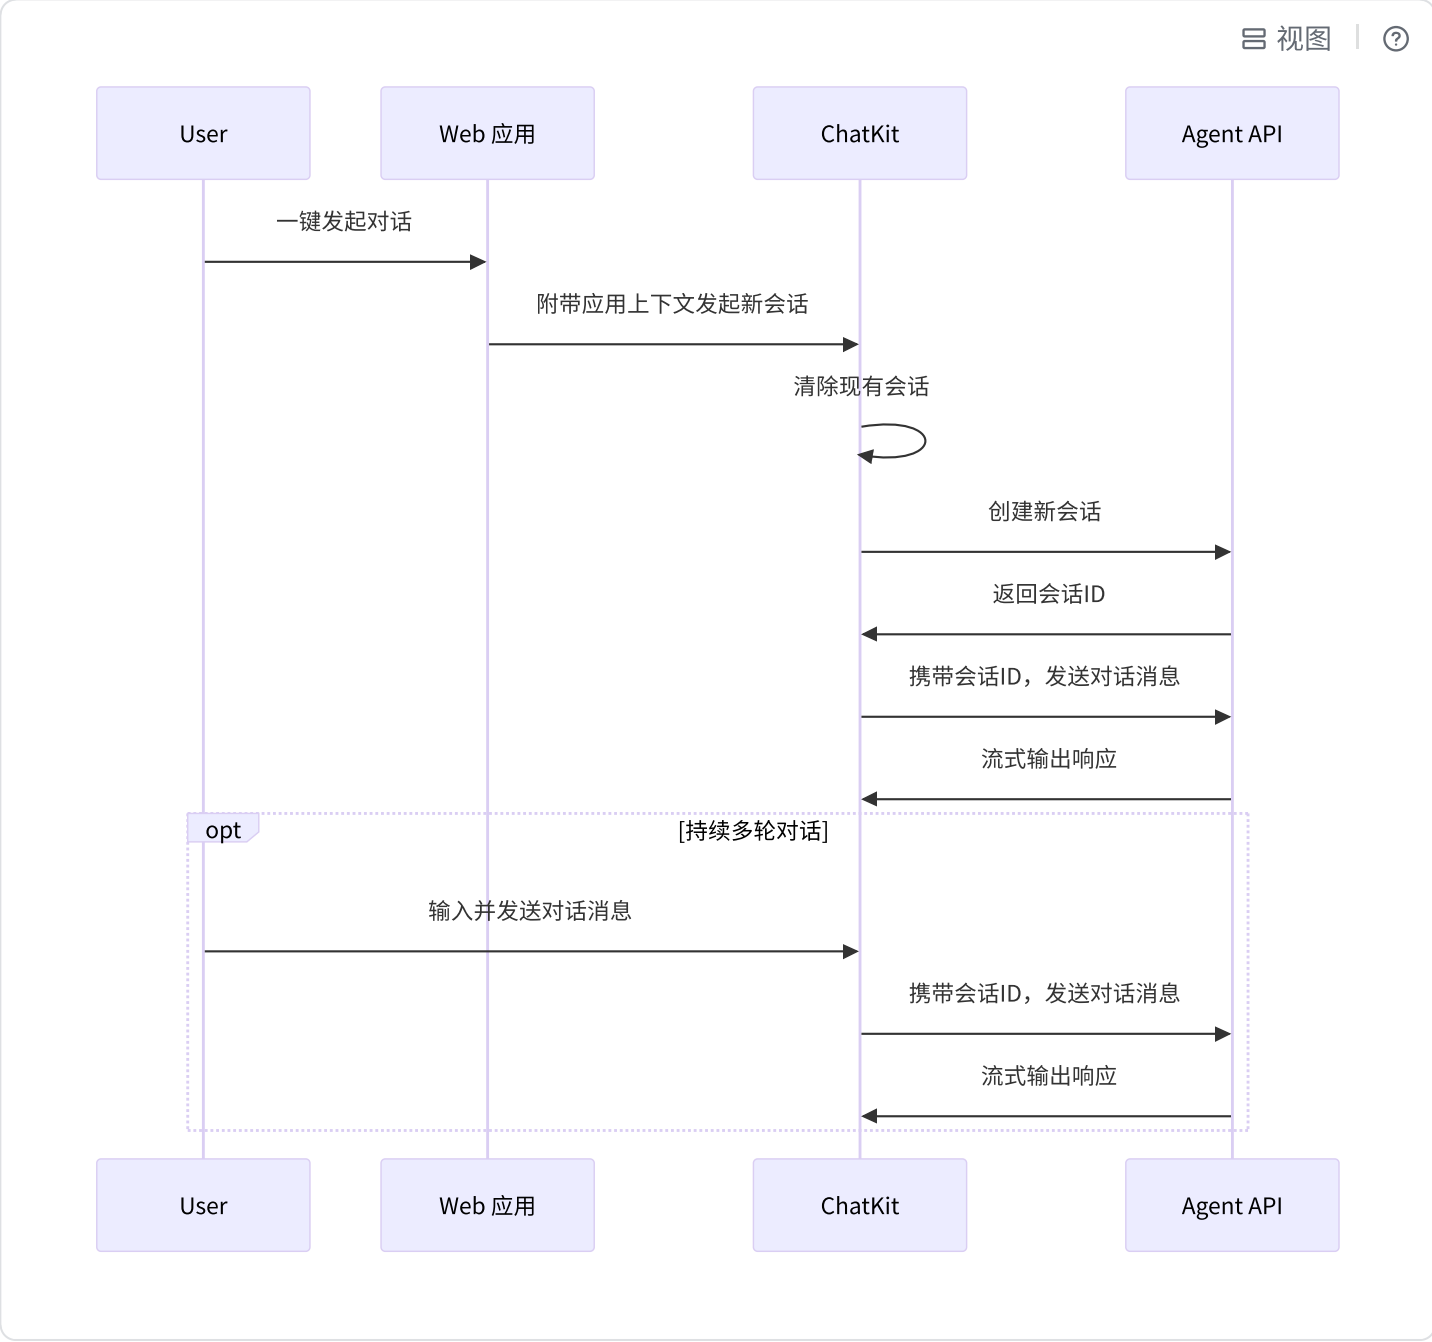 视图
User
Web 应用
ChatKit
Agent API
一键发起对话
附带应用上下文发起新会话
清除现有会话
创建新会话
返回会话ID
携带会话ID，发送对话消息
流式输出响应
opt
[持续多轮对话]
输入并发送对话消息
携带会话ID，发送对话消息
流式输出响应
User
Web 应用
ChatKit
Agent API